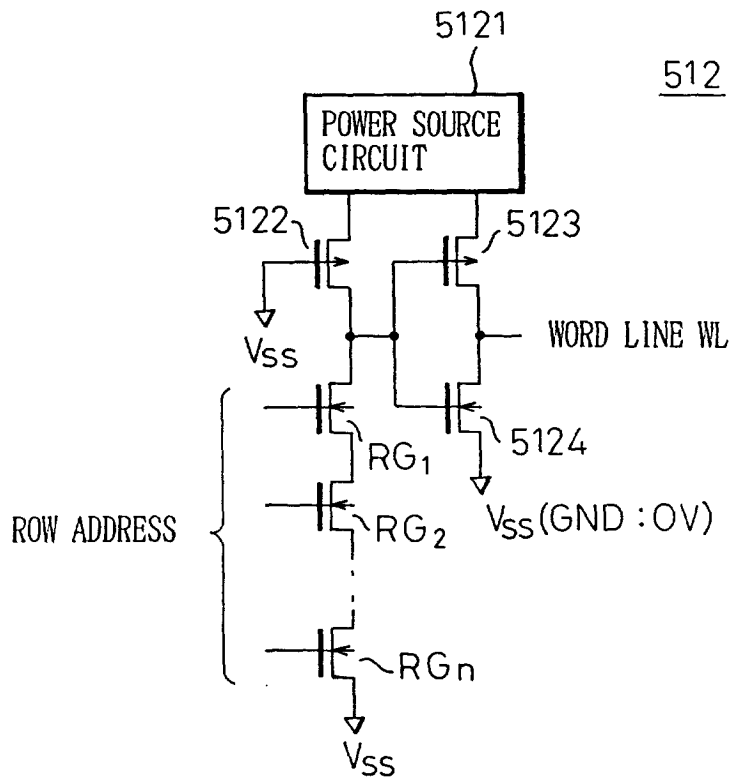 5121
512
POWER SOURCE
CIRCUIT
5122
5123
VSS
WORD LINE WL
RG1
5124
VSS(GND:0V)
ROW ADDRESS
RG2
RGn
VSS